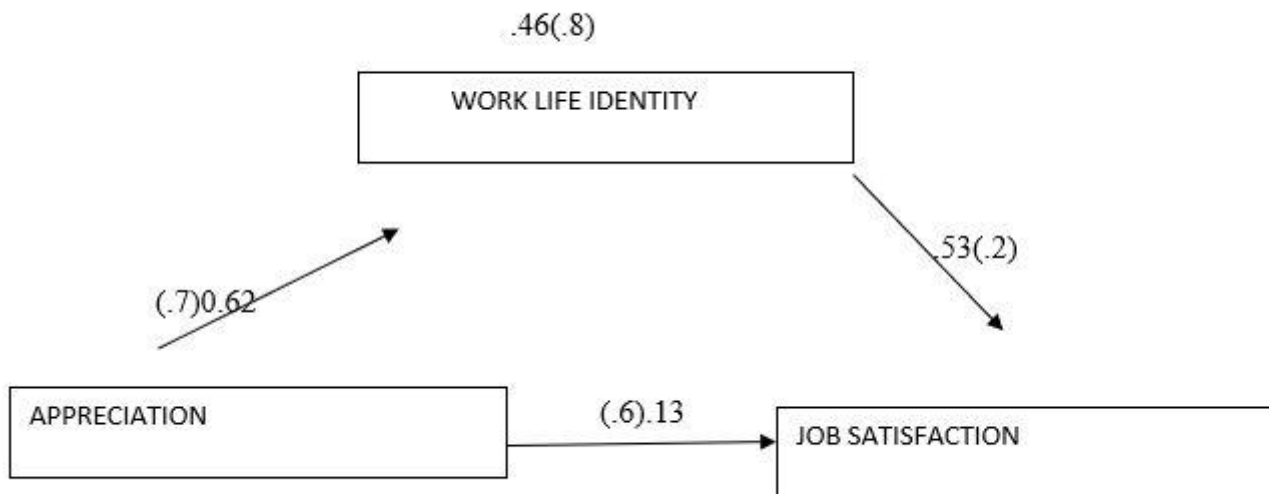 .46(.8)
WORK LIFE IDENTITY
.53(.2)
(.7)0.62
(.6).13
APPRECIATION
JOB SATISFACTION